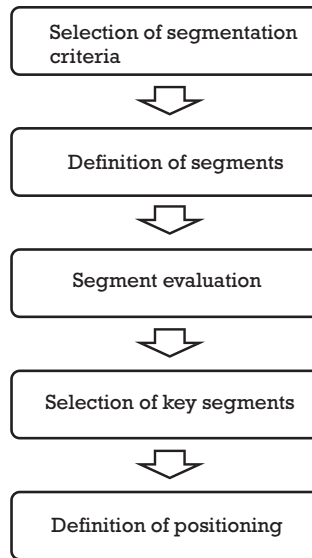 Selection of segmentation
criteria
Definition of segments
Segment evaluation
Selection of key segments
Definition of positioning